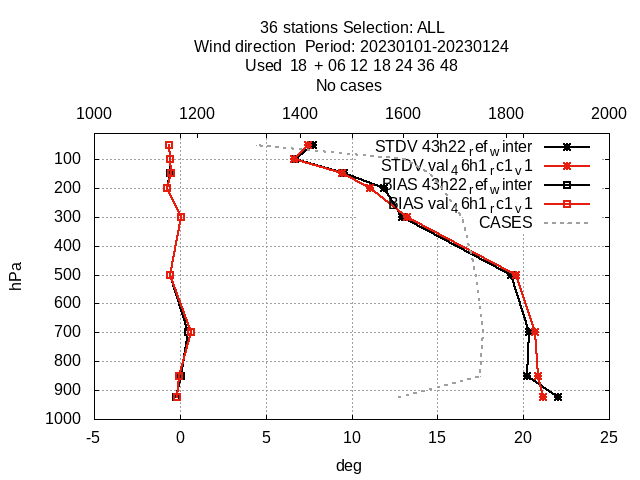 36 stations Selection: ALL
Wind direction  Period: 20230101-20230124
Used  18  + 06 12 18 24 36 48
No cases
1000 1200 1400 1600 1800 2000
STDV 43h22_ref_winter
STDV val_46h1_rc1_v1
BIAS 43h22_ref_winter
BIAS val_46h1_rc1_v1
CASES
hPa
100
200
300
400
500
600
700
800
900
1000
-5 0 5 10 15 20 25
deg